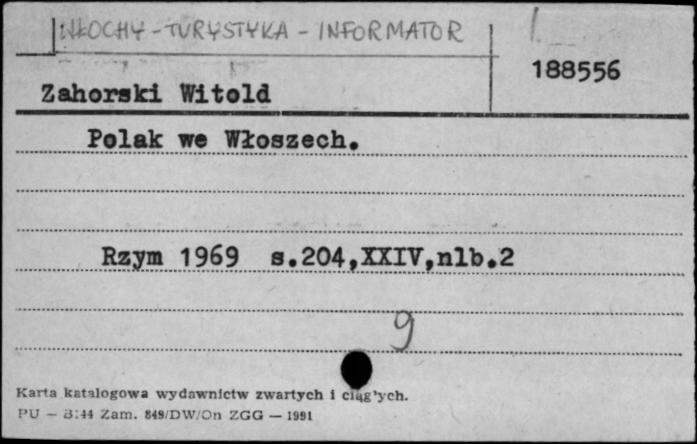 WŁOCHY - TURYSTYKA - INFORMATOR
188556
Zahorski Witold
Polak we Włoszech.
Rzym 1969 s.204,XXIV,nlb.2
9
Karta katalogowa wydawnictw zwartych i ciąg'ych.
PU — 3:44 Zam. 849/DW/On ZGG — 1991